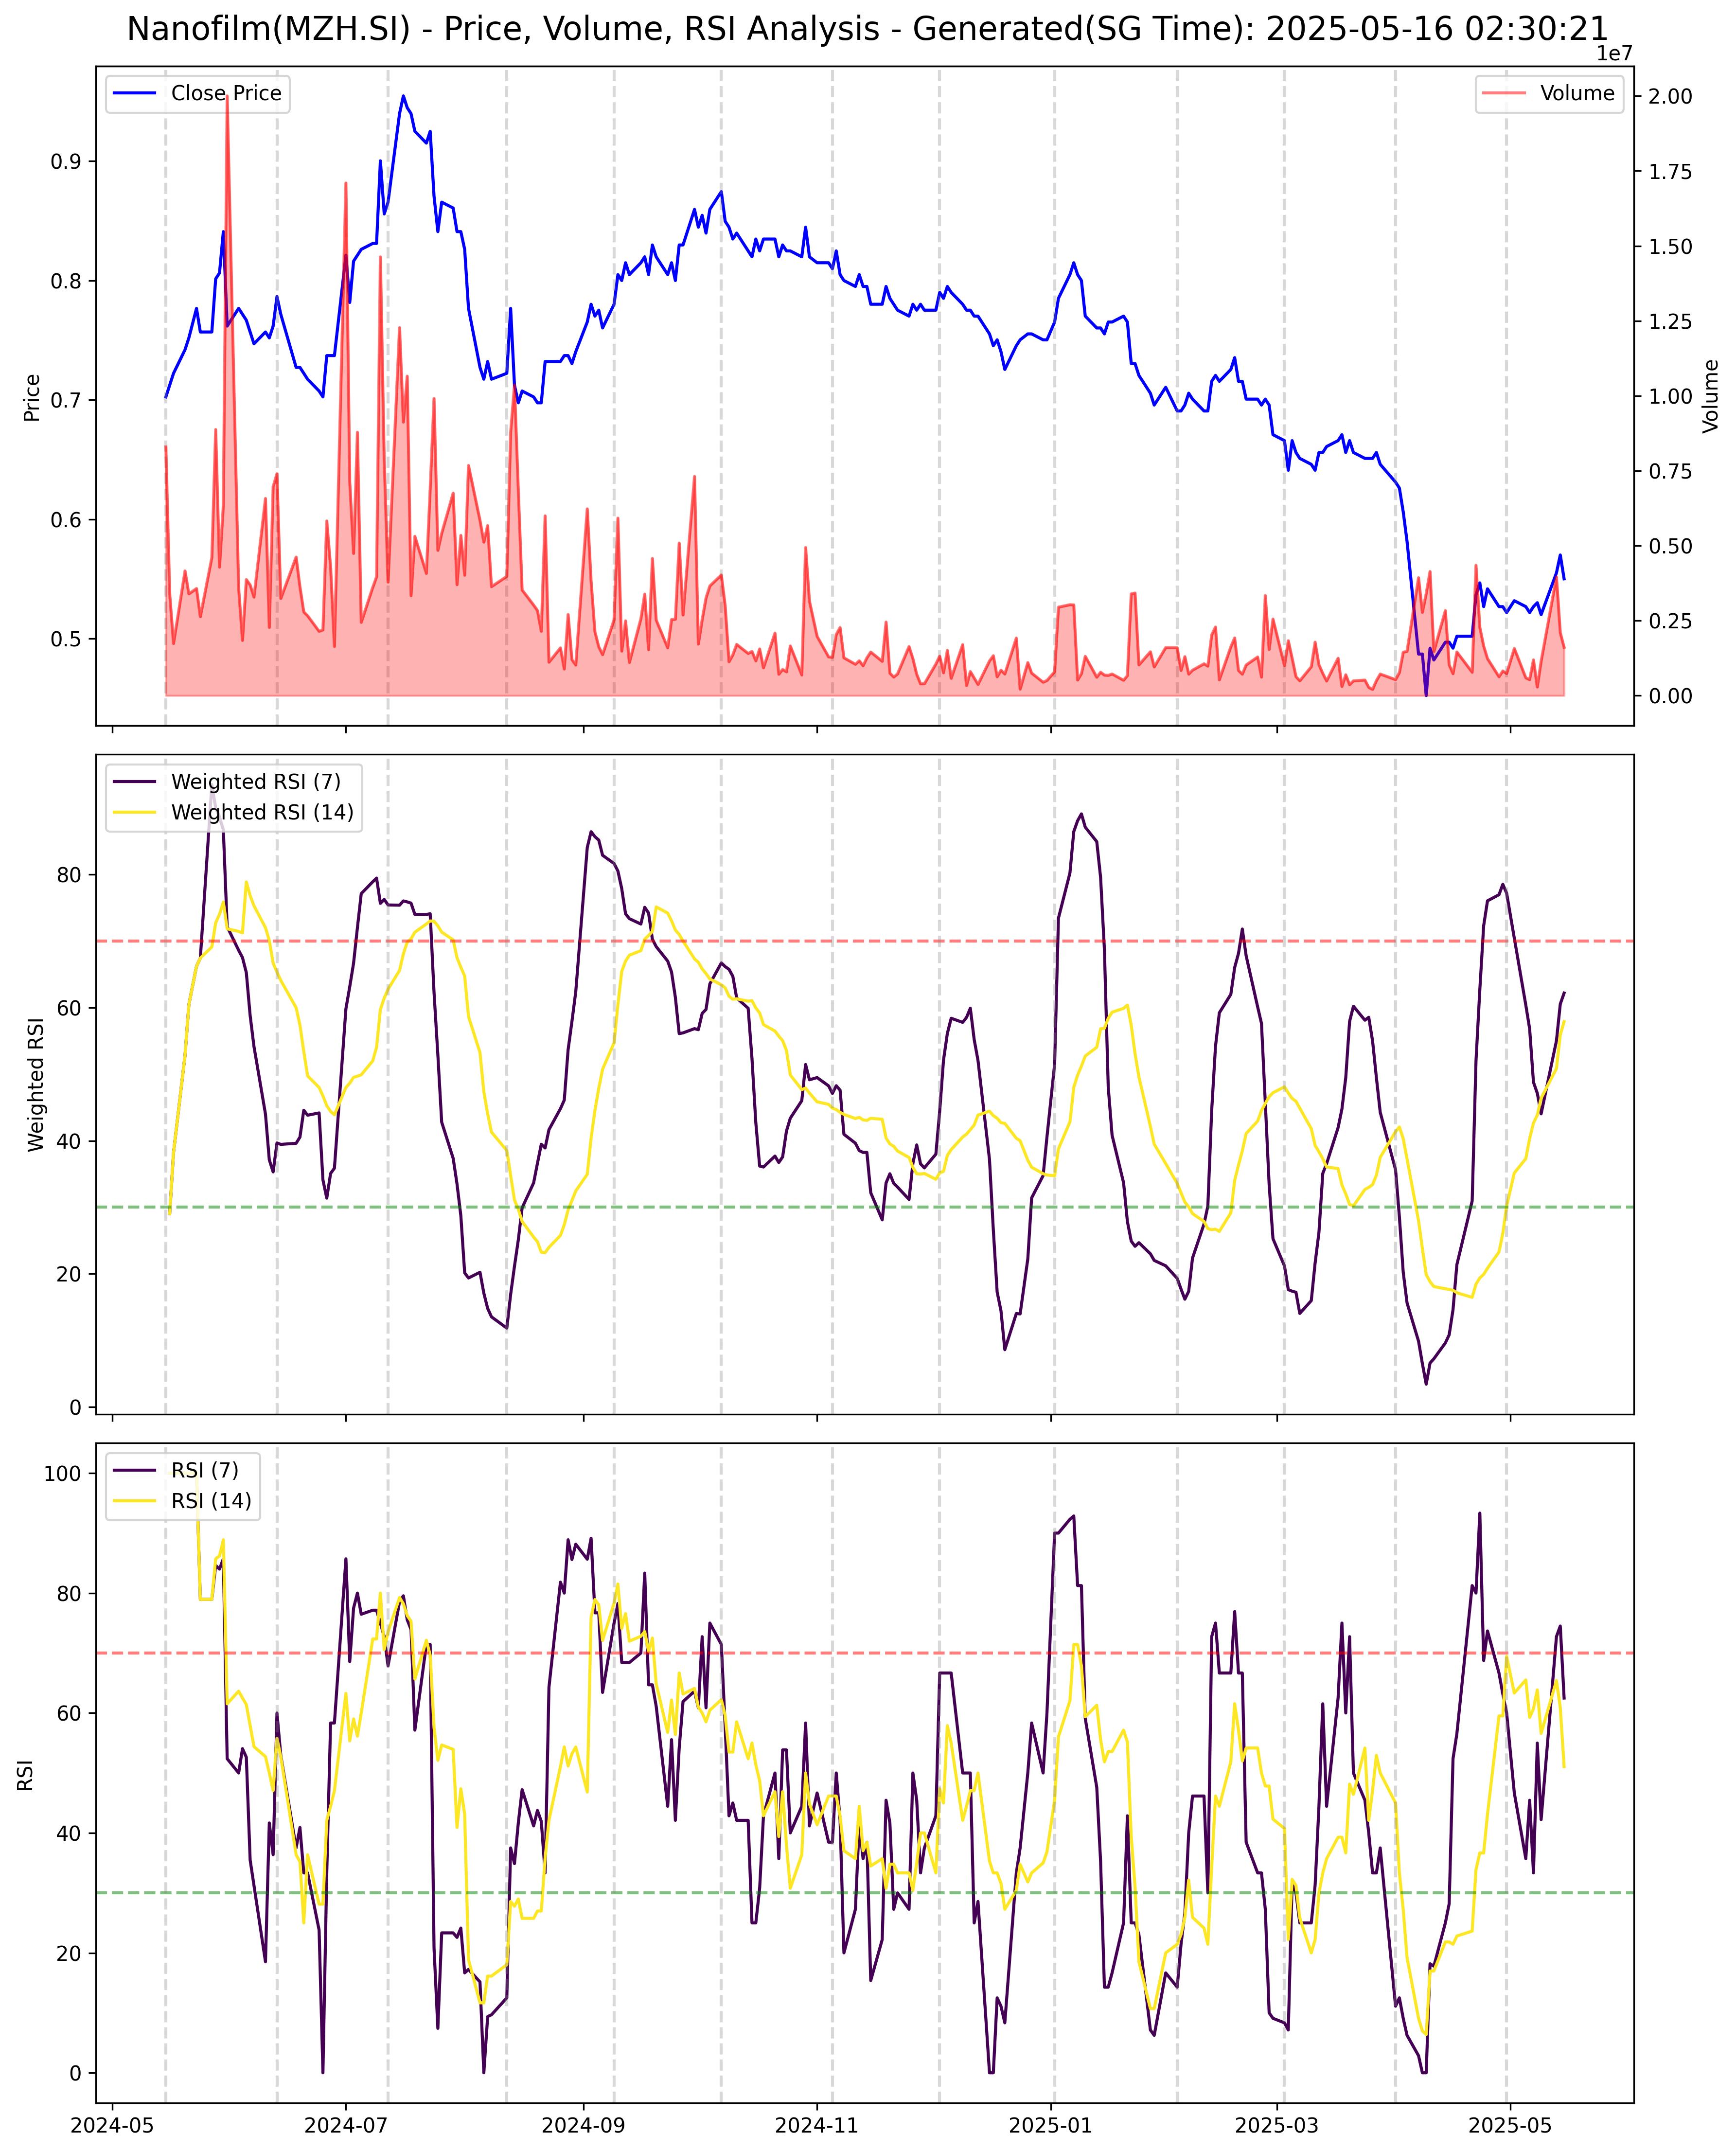 Nanofilm(MZH.SI) - Price, Volume, RSI Analysis - Generated(SG Time): 2025-05-16 02:30:21
1e7
Close Price
Volume
0.9
0.8
0.7
0.6
0.5
Price
2.00
1.75
1.50
1.25
1.00
0.75
0.50
0.25
0.00
Volume
Weighted RSI (7)
Weighted RSI (14)
80
60
40
20
0
Weighted RSI
RSI (7)
RSI (14)
100
80
60
40
20
0
RSI
2024-05
2024-07
2024-09
2024-11
2025-01
2025-03
2025-05